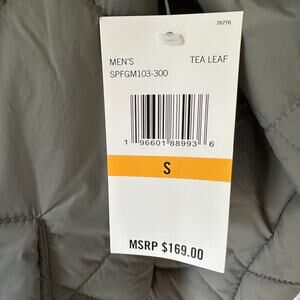 76776
MEN'S TEA LEAF
SPFGM103-300
1 96601 88993 6
S
MSRP $169.00